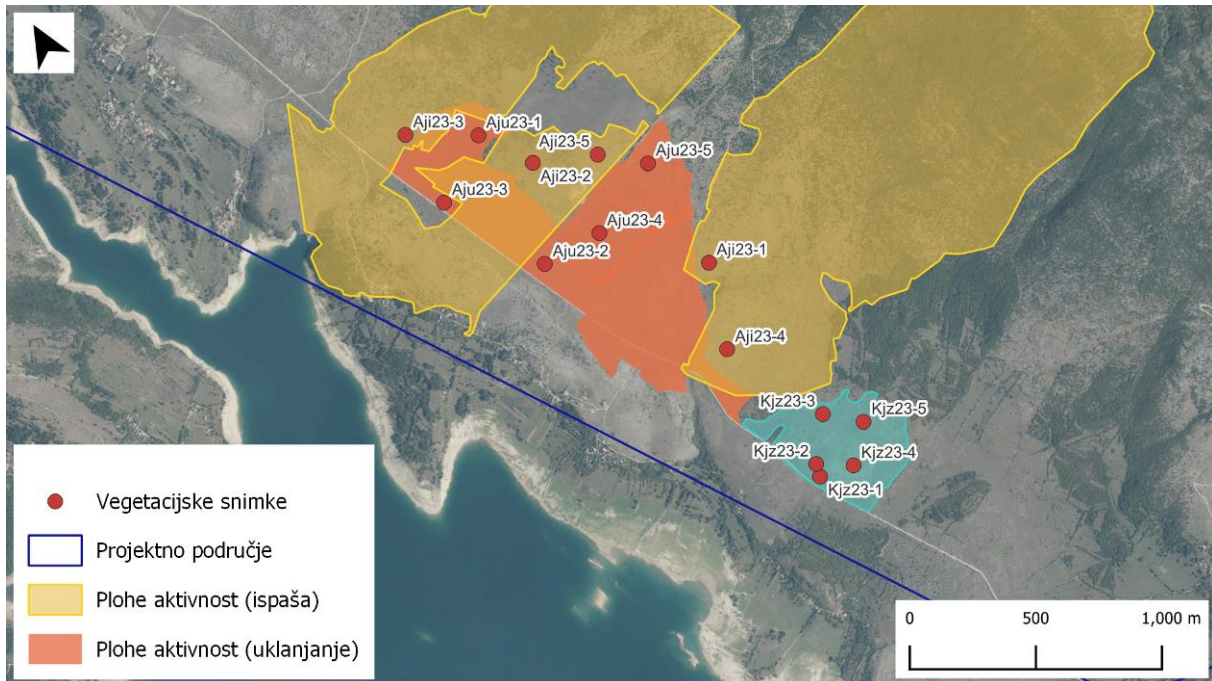 Aji23-3
Aju23-1
Aji23-5
Aji23-2
Aju23-5
Aju23-3
Aju23-4
Aju23-2
Aji23-1
Aji23-4
Kjz23-3
Kjz23-5
Kjz23-2
Kjz23-4
Kjz23-1
Vegetacijske snimke
Projektno područje
Plohe aktivnost (ispaša)
Plohe aktivnost (uklanjanje)
0 500 1,000 m